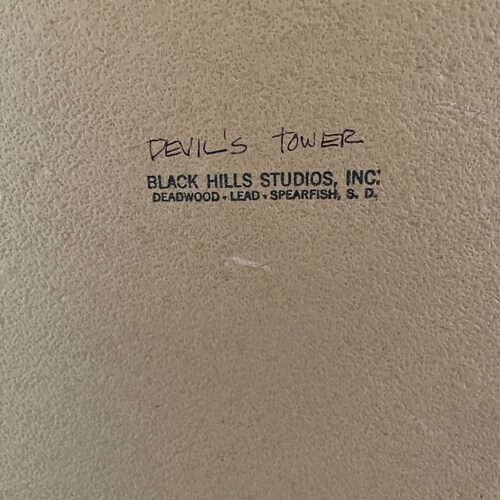 DEVIL'S TOWER
BLACK HILLS STUDIOS, INC.
DEADWOOD - LEAD - SPEARFISH, S. D.